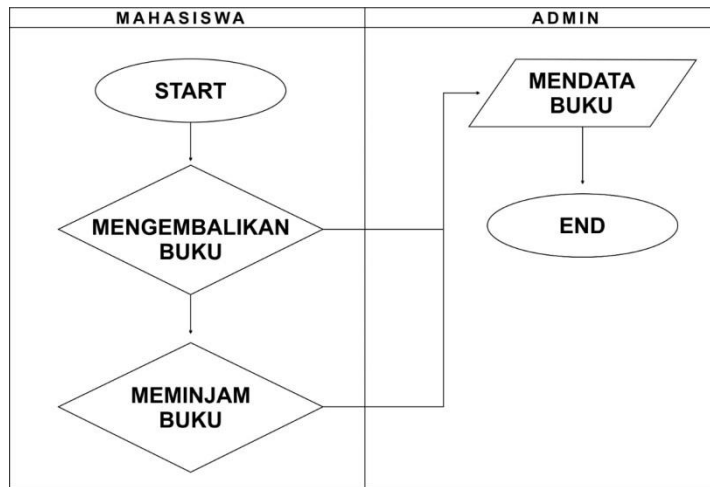 MAHASISWA
ADMIN
START
MENGEMBALIKAN
BUKU
MEMINJAM
BUKU
MENDATA
BUKU
END